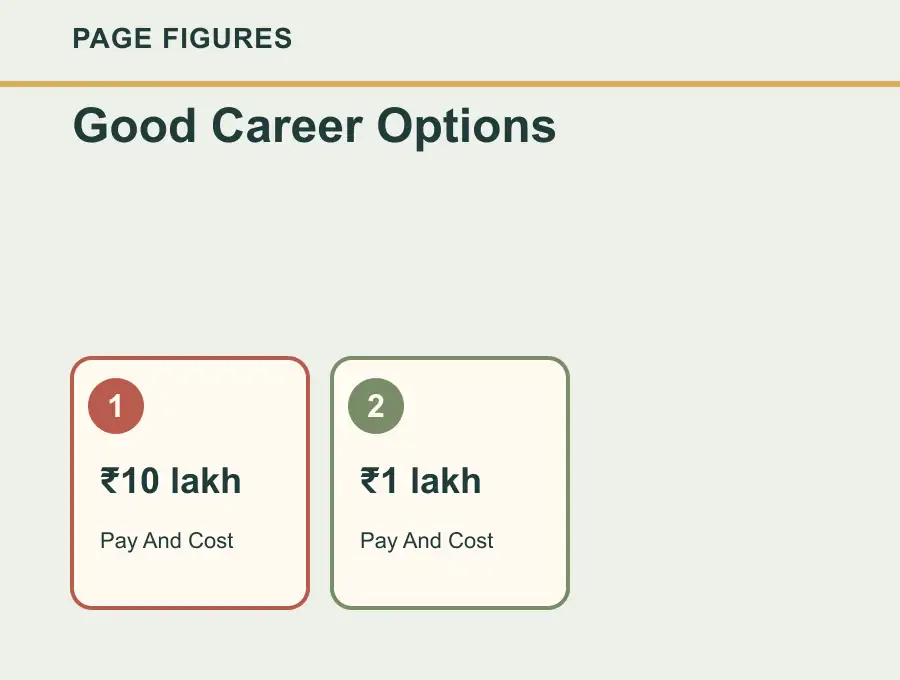 PAGE FIGURES
Good Career Options
1
₹10 lakh
Pay And Cost
2
₹1 lakh
Pay And Cost